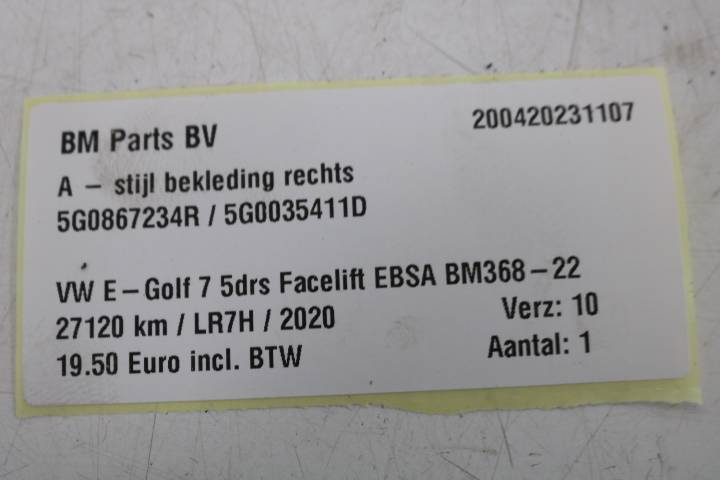 BM Parts BV 200420231107
A - stijl bekleding rechts
5G0867234R / 5G0035411D
VW E-Golf 7 5drs Facelift EBSA BM368-22
27120 km / LR7H / 2020 Verz: 10
19.50 Euro incl. BTW Aantal: 1